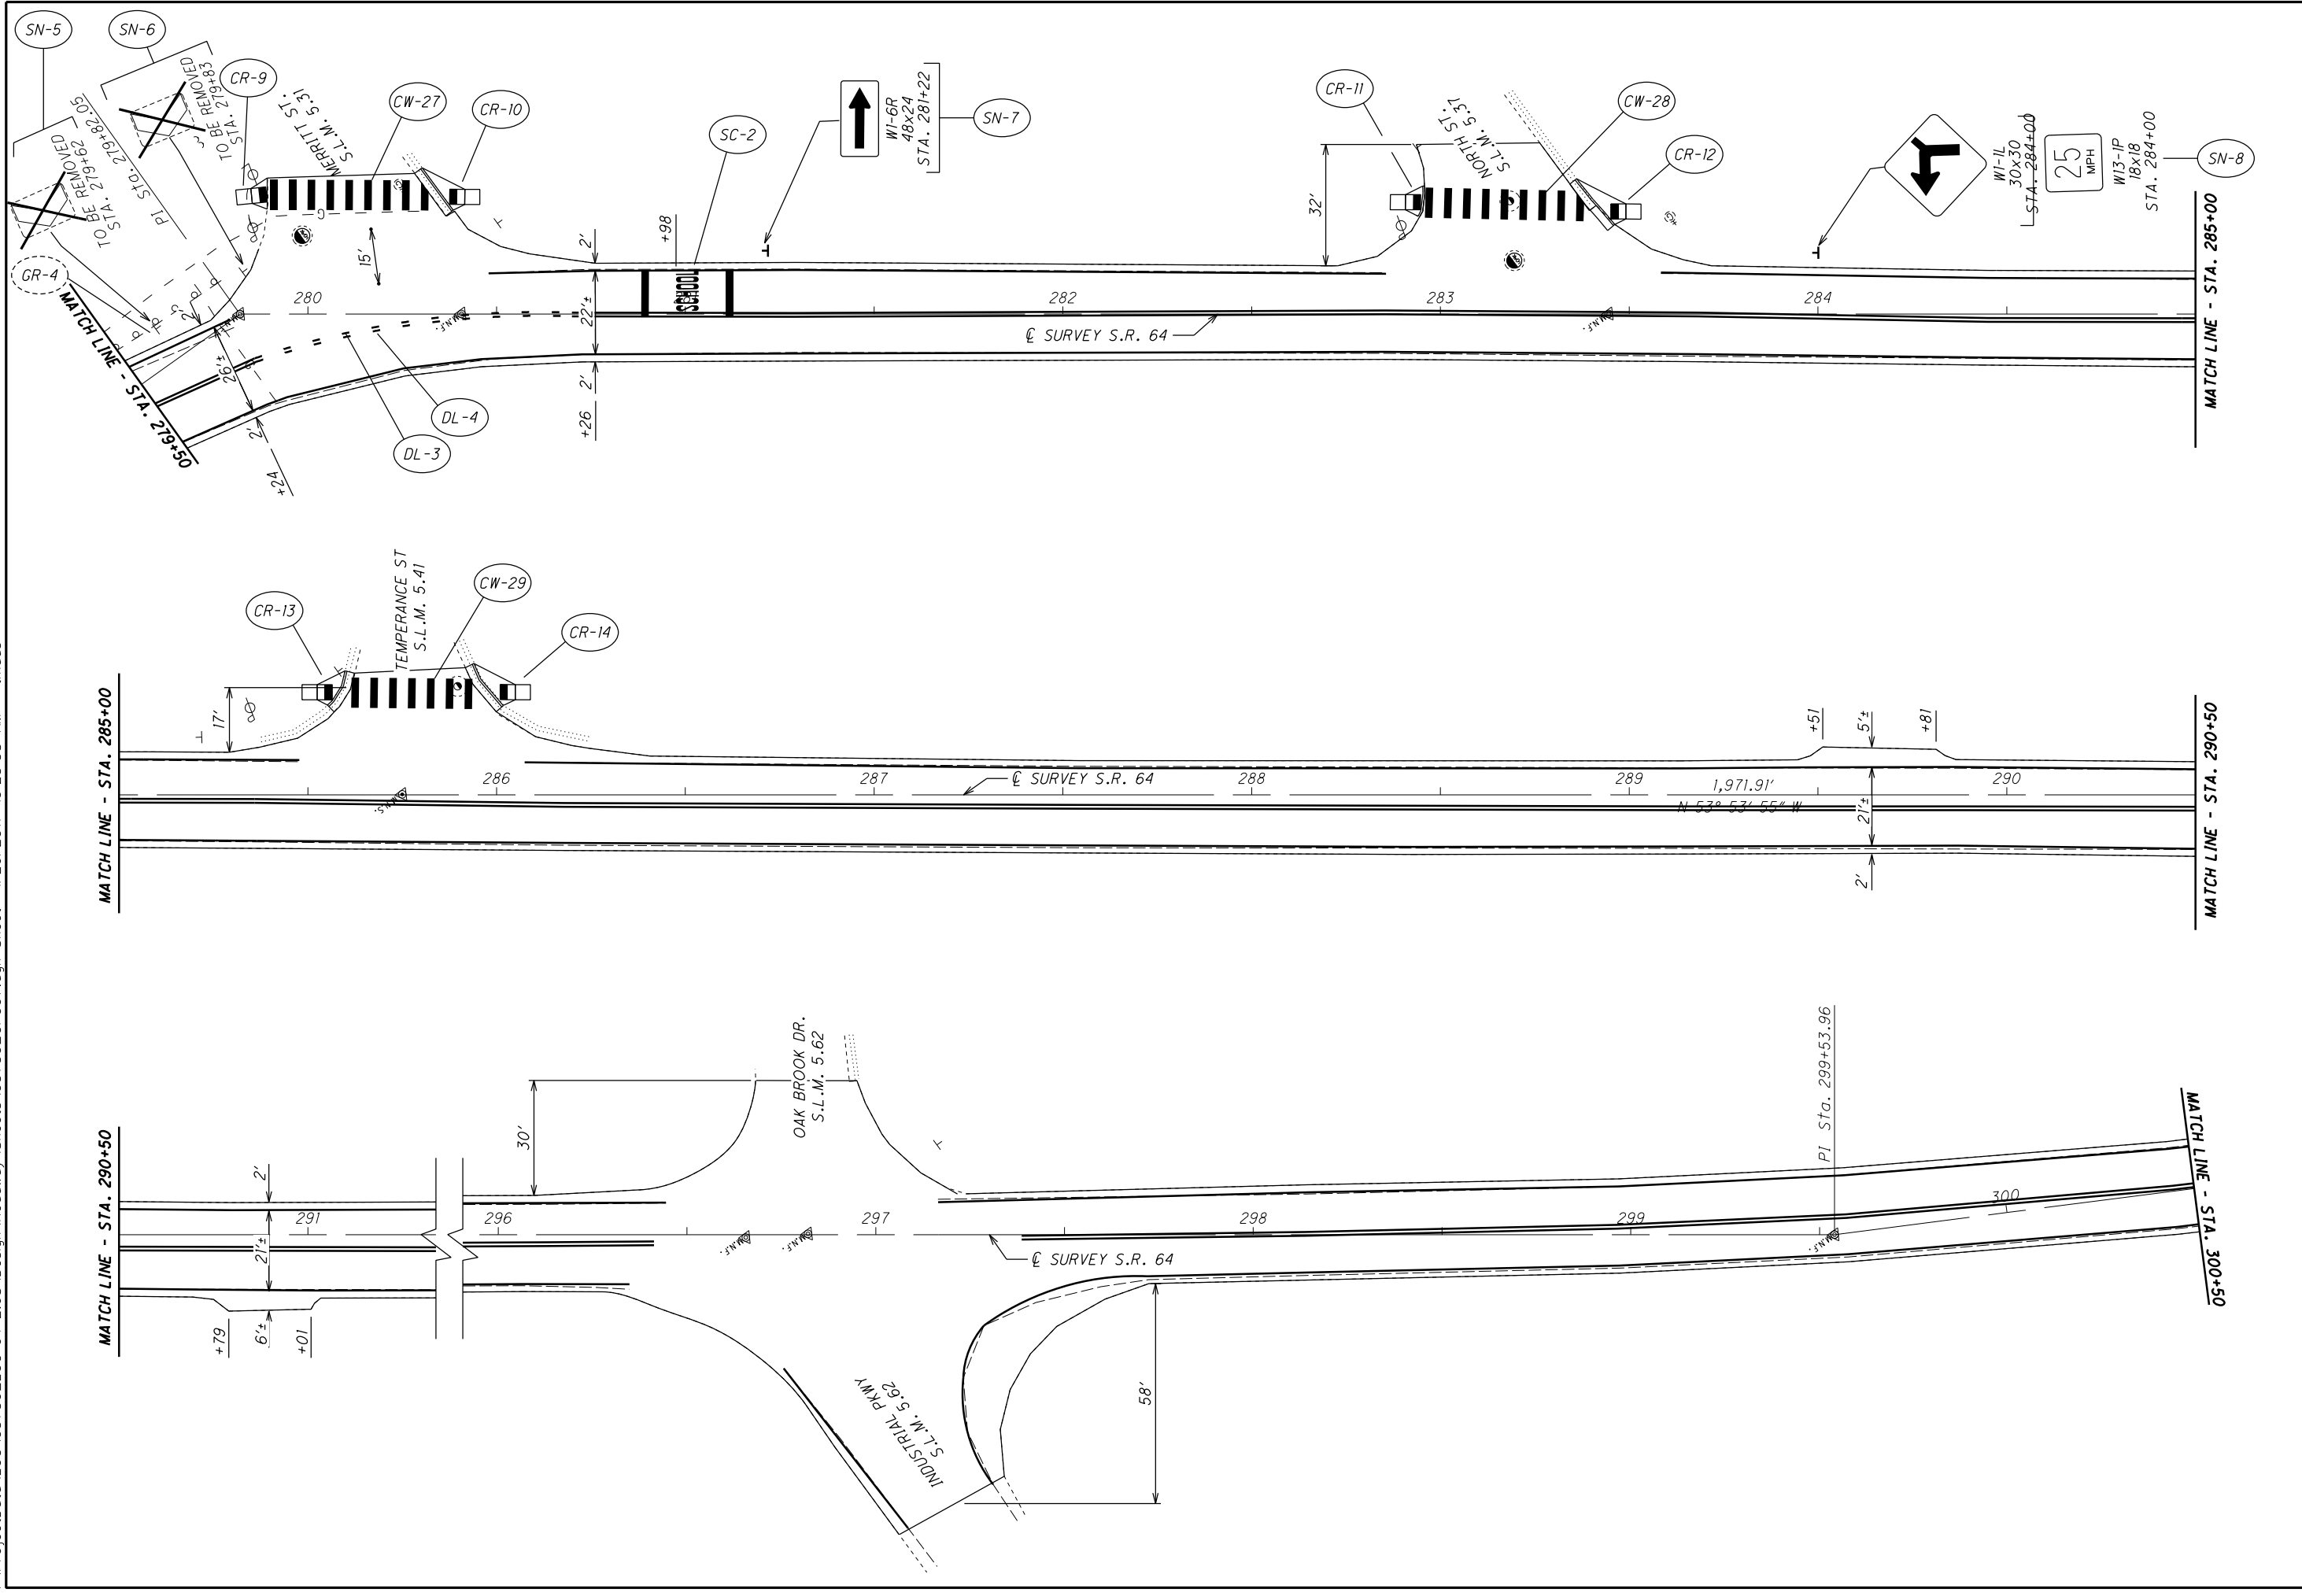 SN-5
SN-6
TO BE REMOVED
STA. 279+62
PI Sta. 279+82.05
TO BE REMOVED
STA. 279+83
CR-9
MERRITT ST.
S.L.M. 5.31
CW-27
CR-10
GR-4
MATCH LINE - STA. 279+50
15'
280
5'
2'
26'±
2'
+24
DL-4
DL-3
2'
22'±
2'
+26
+98
SC-2
SCHOOL
W1-6R
48x24
STA. 281+22
SN-7
282
℄ SURVEY S.R. 64
CR-11
32'
NORTH ST.
S.L.M. 5.37
CW-28
CR-12
283
M.N.F.
284
W1-1L
30x30
STA. 284+00
25
MPH
W13-1P
18x18
STA. 284+00
SN-8
MATCH LINE - STA. 285+00
MATCH LINE - STA. 285+00
CR-13
17'
TEMPERANCE ST
S.L.M. 5.41
CW-29
CR-14
M.N.S.
286
287
℄ SURVEY S.R. 64
288
289
1,971.91'
N 53° 53' 55" W
+51
5'±
+81
21'±
2'
290
MATCH LINE - STA. 290+50
MATCH LINE - STA. 290+50
2'
291
21'±
+79
6'±
+01
296
30'
OAK BROOK DR.
S.L.M. 5.62
M.N.F.
M.N.F.
297
℄ SURVEY S.R. 64
INDUSTRIAL PKWY
S.L.M. 5.62
58'
298
299
M.N.F.
PI Sta. 299+53.96
300
MATCH LINE - STA. 300+50